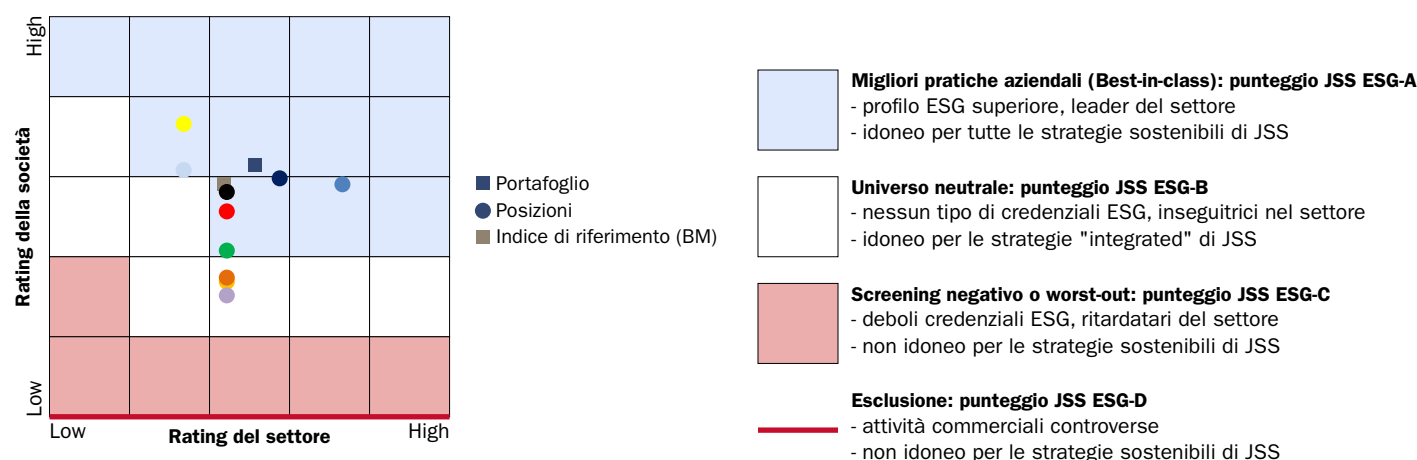 High
Rating della società
Low
Low
Rating del settore
High
Portafoglio
Posizioni
Indice di riferimento (BM)
Migliori pratiche aziendali (Best-in-class): punteggio JSS ESG-A
- profilo ESG superiore, leader del settore
- idoneo per tutte le strategie sostenibili di JSS
Universo neutrale: punteggio JSS ESG-B
- nessun tipo di credenziali ESG, inseguitrici nel settore
- idoneo per le strategie "integrated" di JSS
Screening negativo o worst-out: punteggio JSS ESG-C
- deboli credenziali ESG, ritardatari del settore
- non idoneo per le strategie sostenibili di JSS
Esclusione: punteggio JSS ESG-D
- attività commerciali controverse
- non idoneo per le strategie sostenibili di JSS